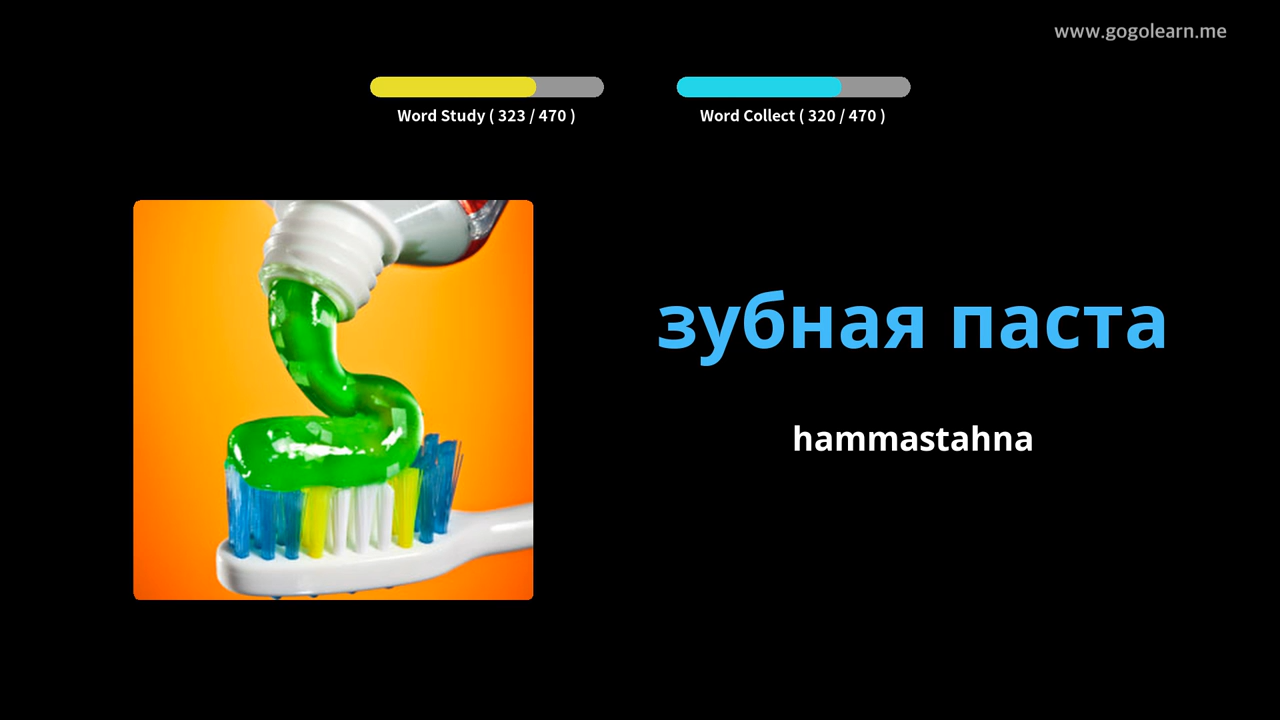 www.gogolearn.me
Word Study ( 323 / 470 )
Word Collect ( 320 / 470 )
зубная паста
hammastahna